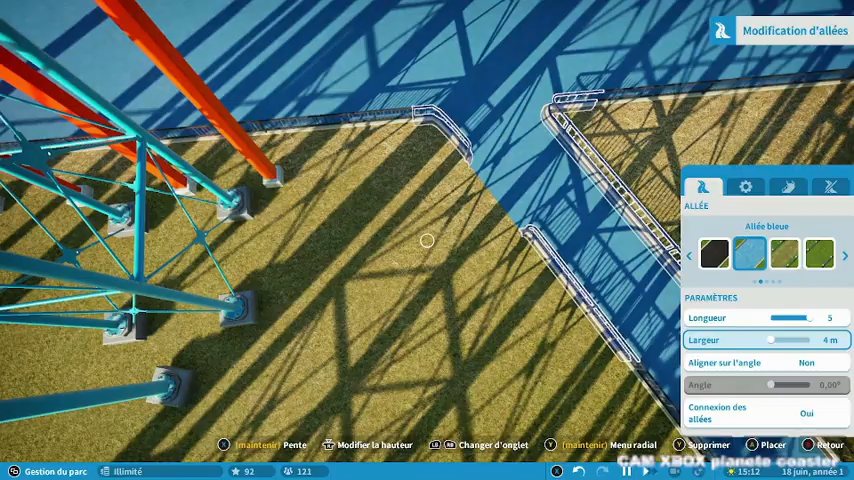 Modification d'allées
ALLÉE
Allée bleue
PARAMÈTRES
Longueur 5
Largeur 4 m
Aligner sur l'angle Non
Angle 0,00°
Connexion des allées Oui
X (maintenir) Pente Modifier la hauteur LB RB Changer d'onglet Y (maintenir) Menu radial Y Supprimer A Placer Retour
CAM XBOX planete coaster
Gestion du parc Illimité 92 121 X 15:12 18 juin, année 1